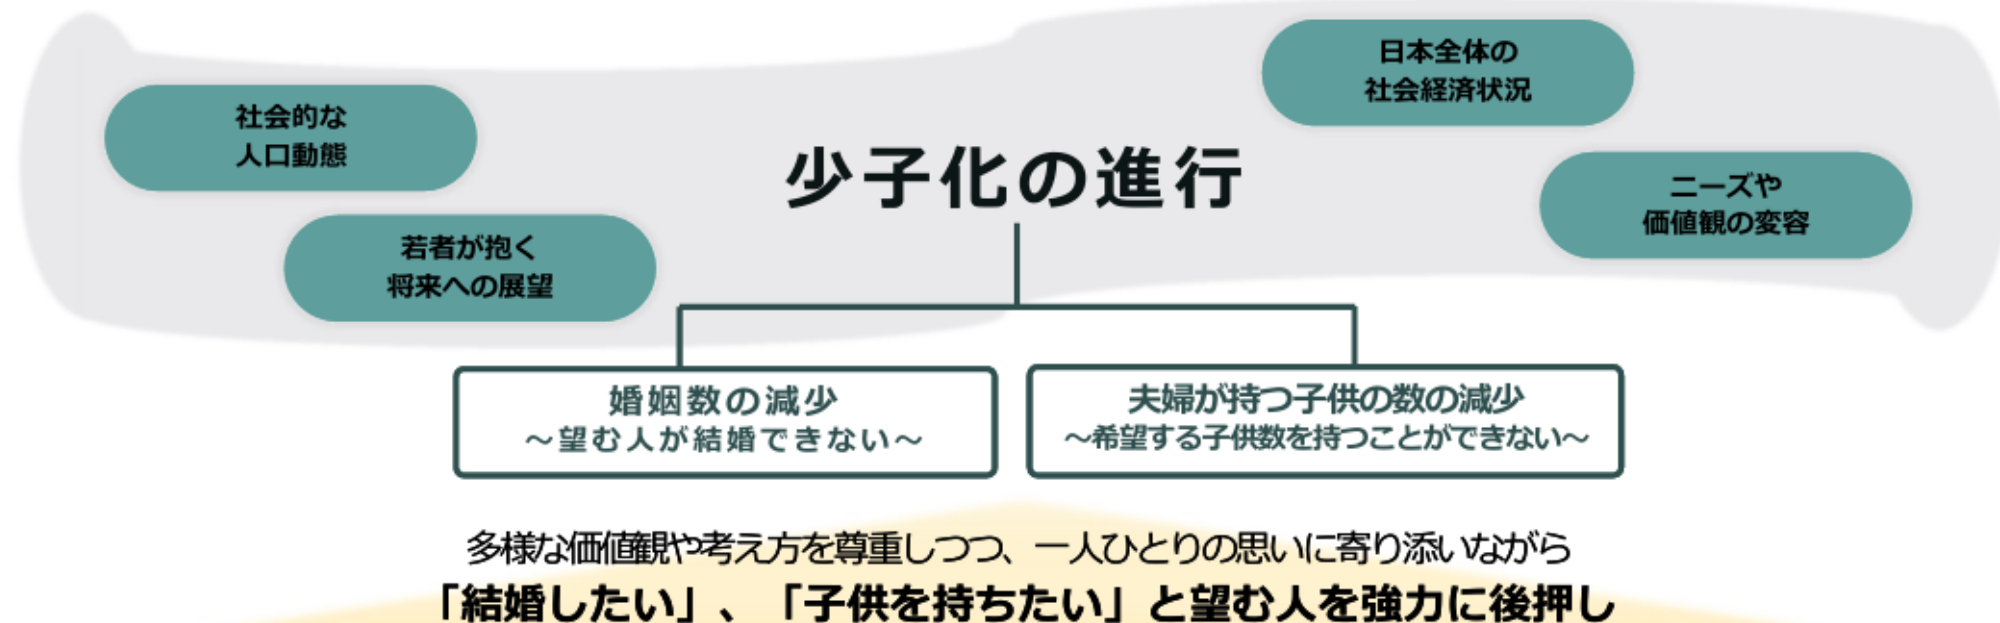 日本全体の
社会経済状況
社会的な
人口動態
少子化の進行
ニーズや
価値観の変容
若者が抱く
将来への展望
婚姻数の減少
～望む人が結婚できない～
夫婦が持つ子供の数の減少
～希望する子供数を持つことができない～
多様な価値観や考え方を尊重しつつ、一人ひとりの思いに寄り添いながら
「結婚したい」、「子供を持ちたい」と望む人を強力に後押し